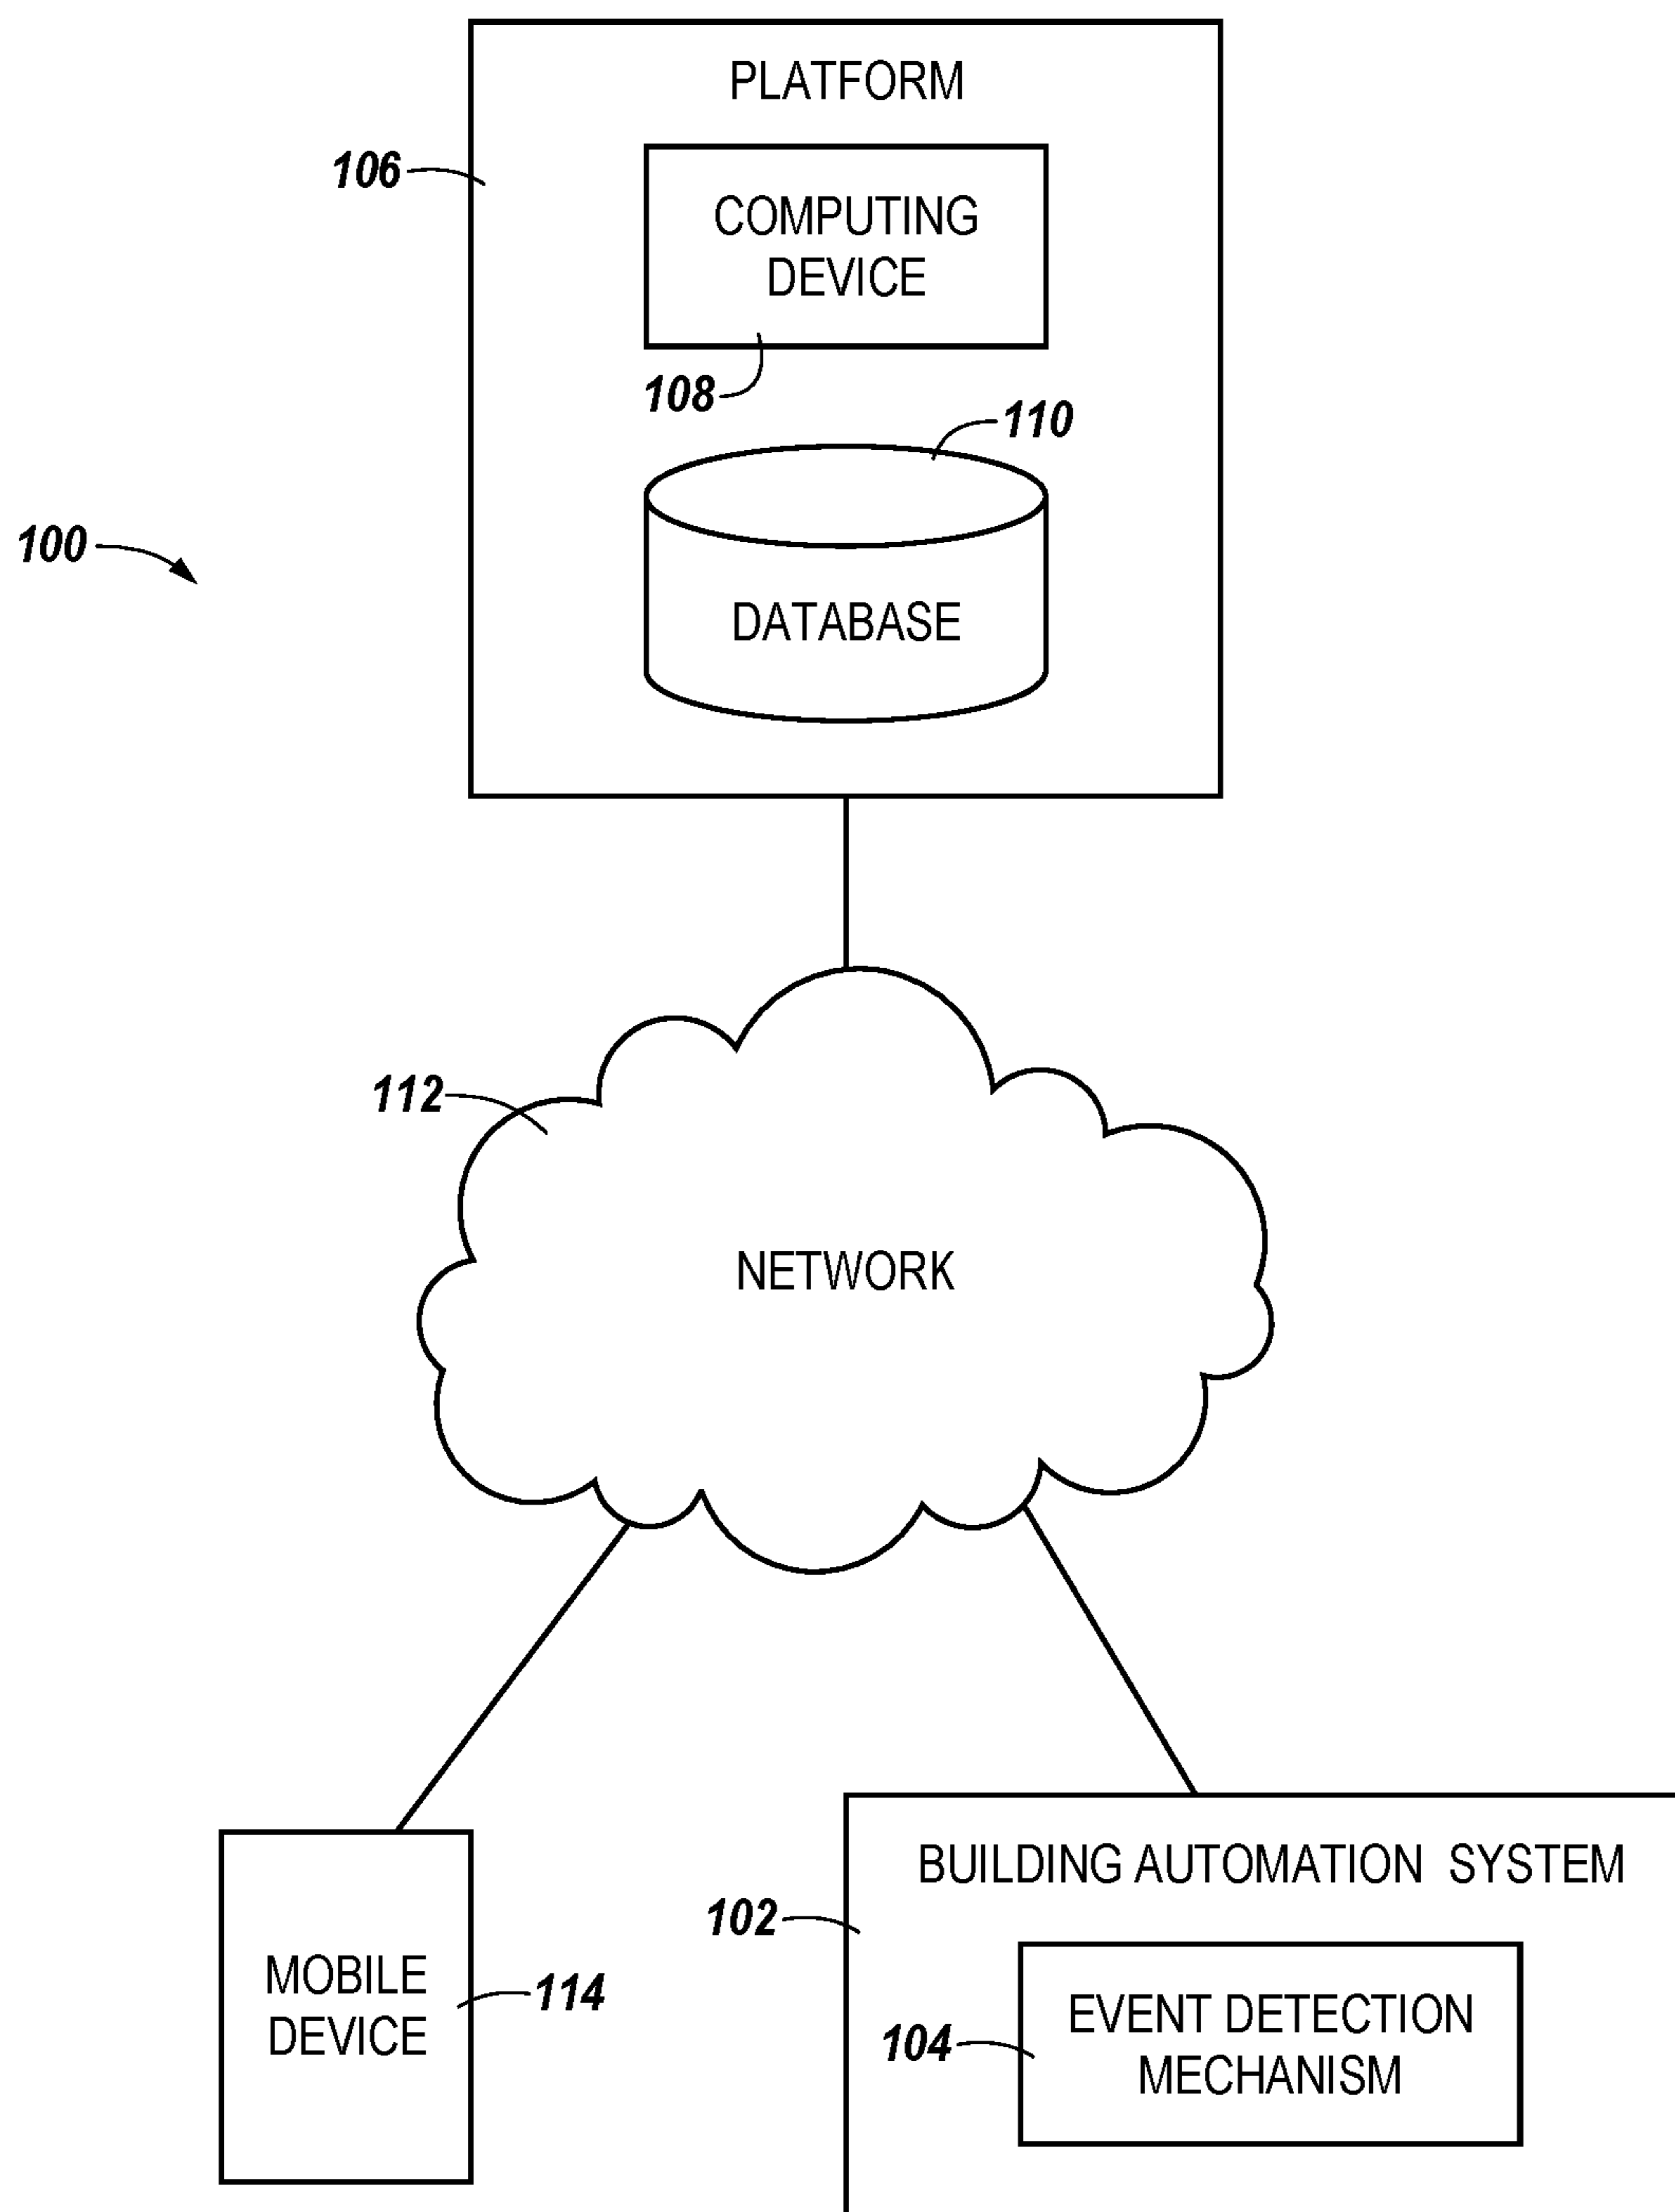 PLATFORM
106
COMPUTING
DEVICE
108
110
100
DATABASE
112
NETWORK
BUILDING AUTOMATION SYSTEM
102
MOBILE
DEVICE
114
EVENT DETECTION
MECHANISM
104